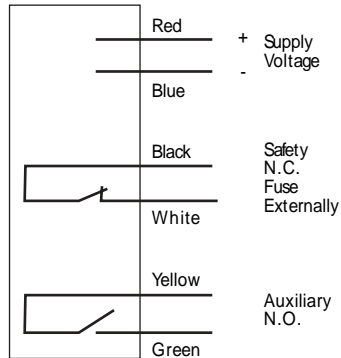 Red
+ Supply
Voltage
-
Blue
Black
Safety
N.C.
Fuse
Externally
White
Yellow
Auxiliary
N.O.
Green